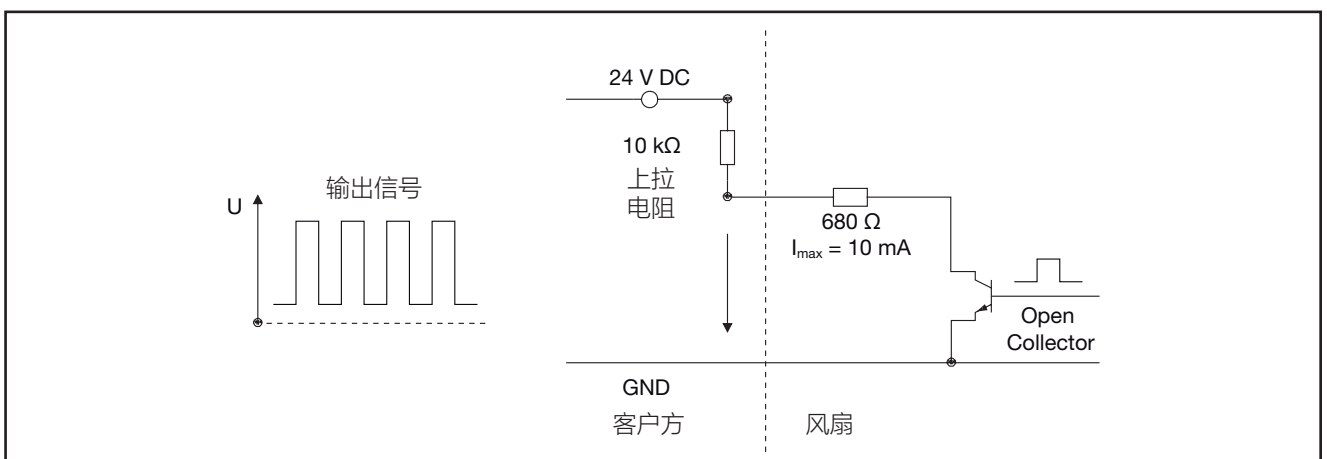 24 V DC
10 kΩ
上拉
电阻
输出信号
U
680 Ω
Imax = 10 mA
Open
Collector
GND
客户方
风扇